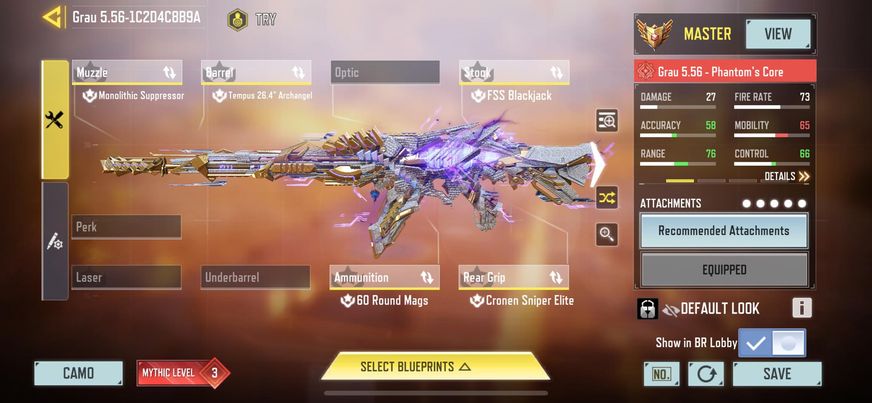 Grau 5.56-1C2D4C8B9A
TRY
MASTER
VIEW
Muzzle
Monolithic Suppressor
Barrel
Tempus 26.4" Archangel
Optic
Stock
FSS Blackjack
Grau 5.56 - Phantom's Core
DAMAGE 27
FIRE RATE 73
ACCURACY 58
MOBILITY 65
RANGE 76
CONTROL 66
DETAILS
ATTACHMENTS
Recommended Attachments
EQUIPPED
Perk
Laser
Underbarrel
Ammunition
60 Round Mags
Rear Grip
Cronen Sniper Elite
DEFAULT LOOK
i
Show in BR Lobby
CAMO
MYTHIC LEVEL 3
SELECT BLUEPRINTS
NO.
SAVE